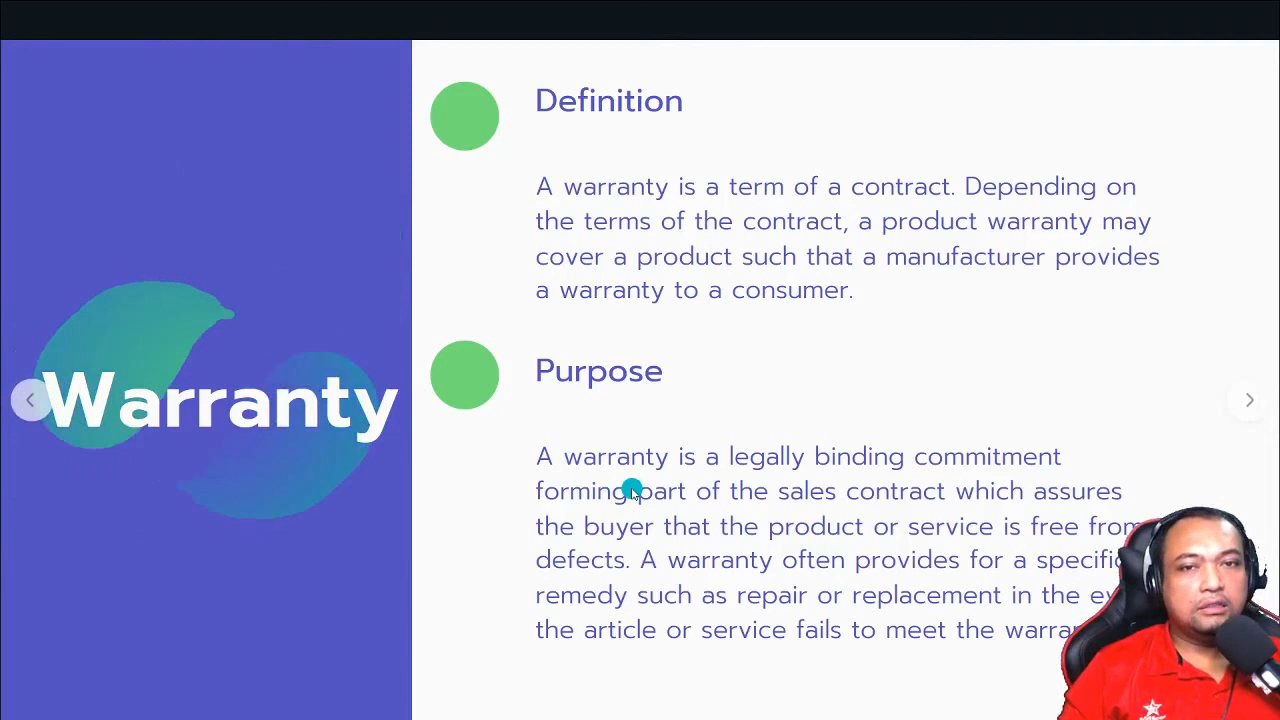 Warranty
Definition
A warranty is a term of a contract. Depending on
the terms of the contract, a product warranty may
cover a product such that a manufacturer provides
a warranty to a consumer.
Purpose
A warranty is a legally binding commitment
forming part of the sales contract which assures
the buyer that the product or service is free from
defects. A warranty often provides for a specific
remedy such as repair or replacement in the
the article or service fails to meet the